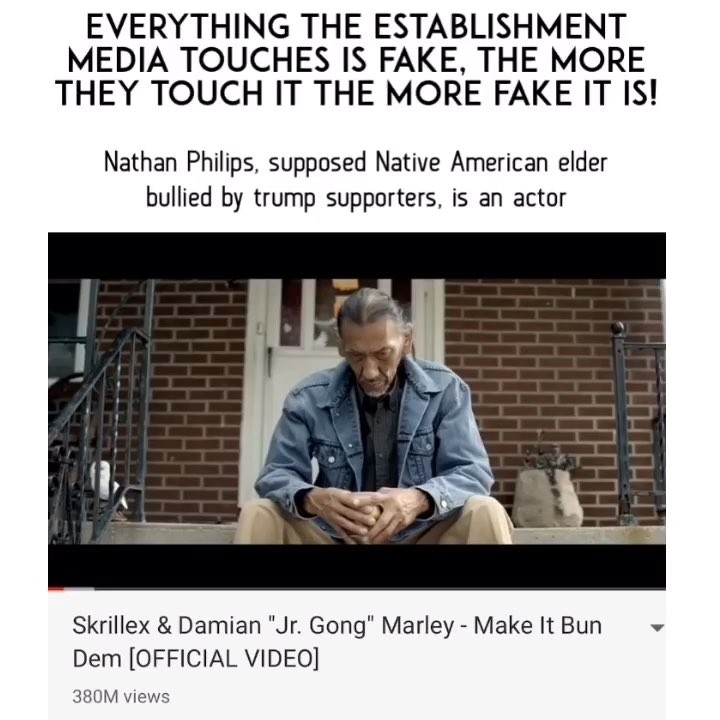 EVERYTHING THE ESTABLISHMENT
MEDIA TOUCHES IS FAKE, THE MORE
THEY TOUCH IT THE MORE FAKE IT IS!
Nathan Philips, supposed Native American elder
bullied by trump supporters, is an actor
Skrillex & Damian "Jr. Gong" Marley - Make It Bun
Dem [OFFICIAL VIDEO]
380M views